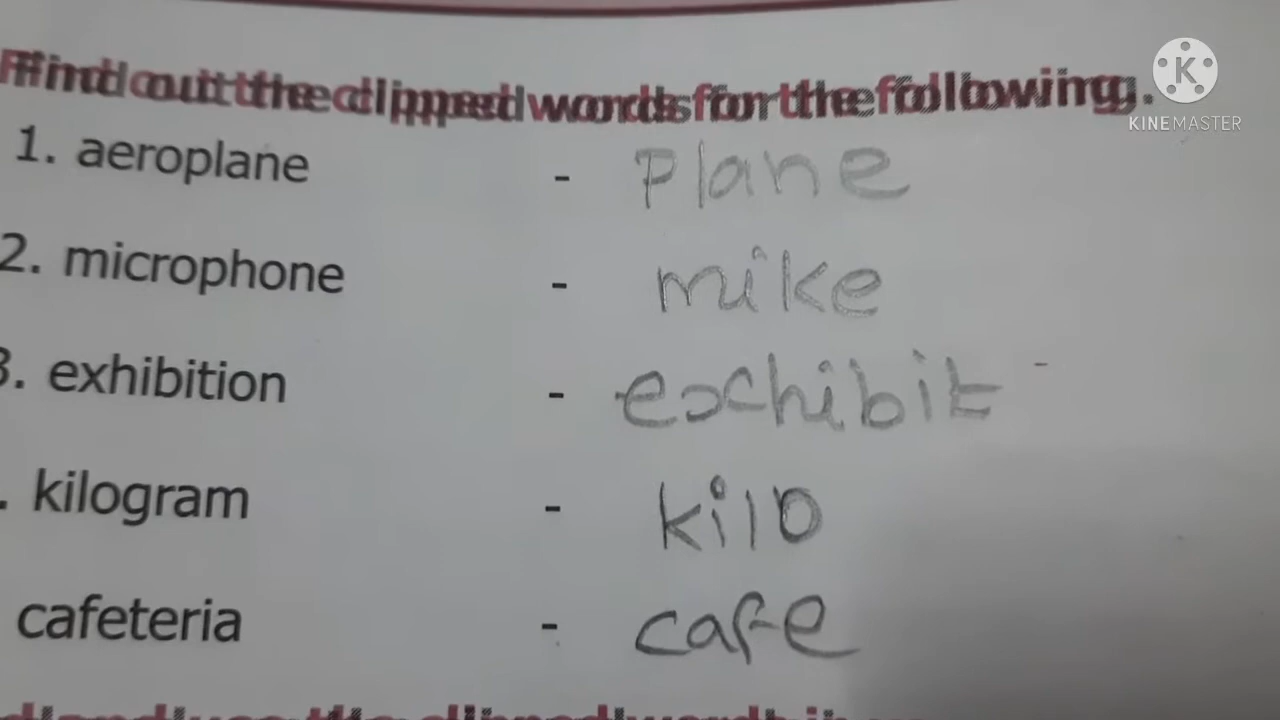 Find out the clipped words for the following.
KINEMASTER
1. aeroplane - Plane
2. microphone - mike
3. exhibition - exhibit -
. kilogram - kilo
cafeteria - cafe